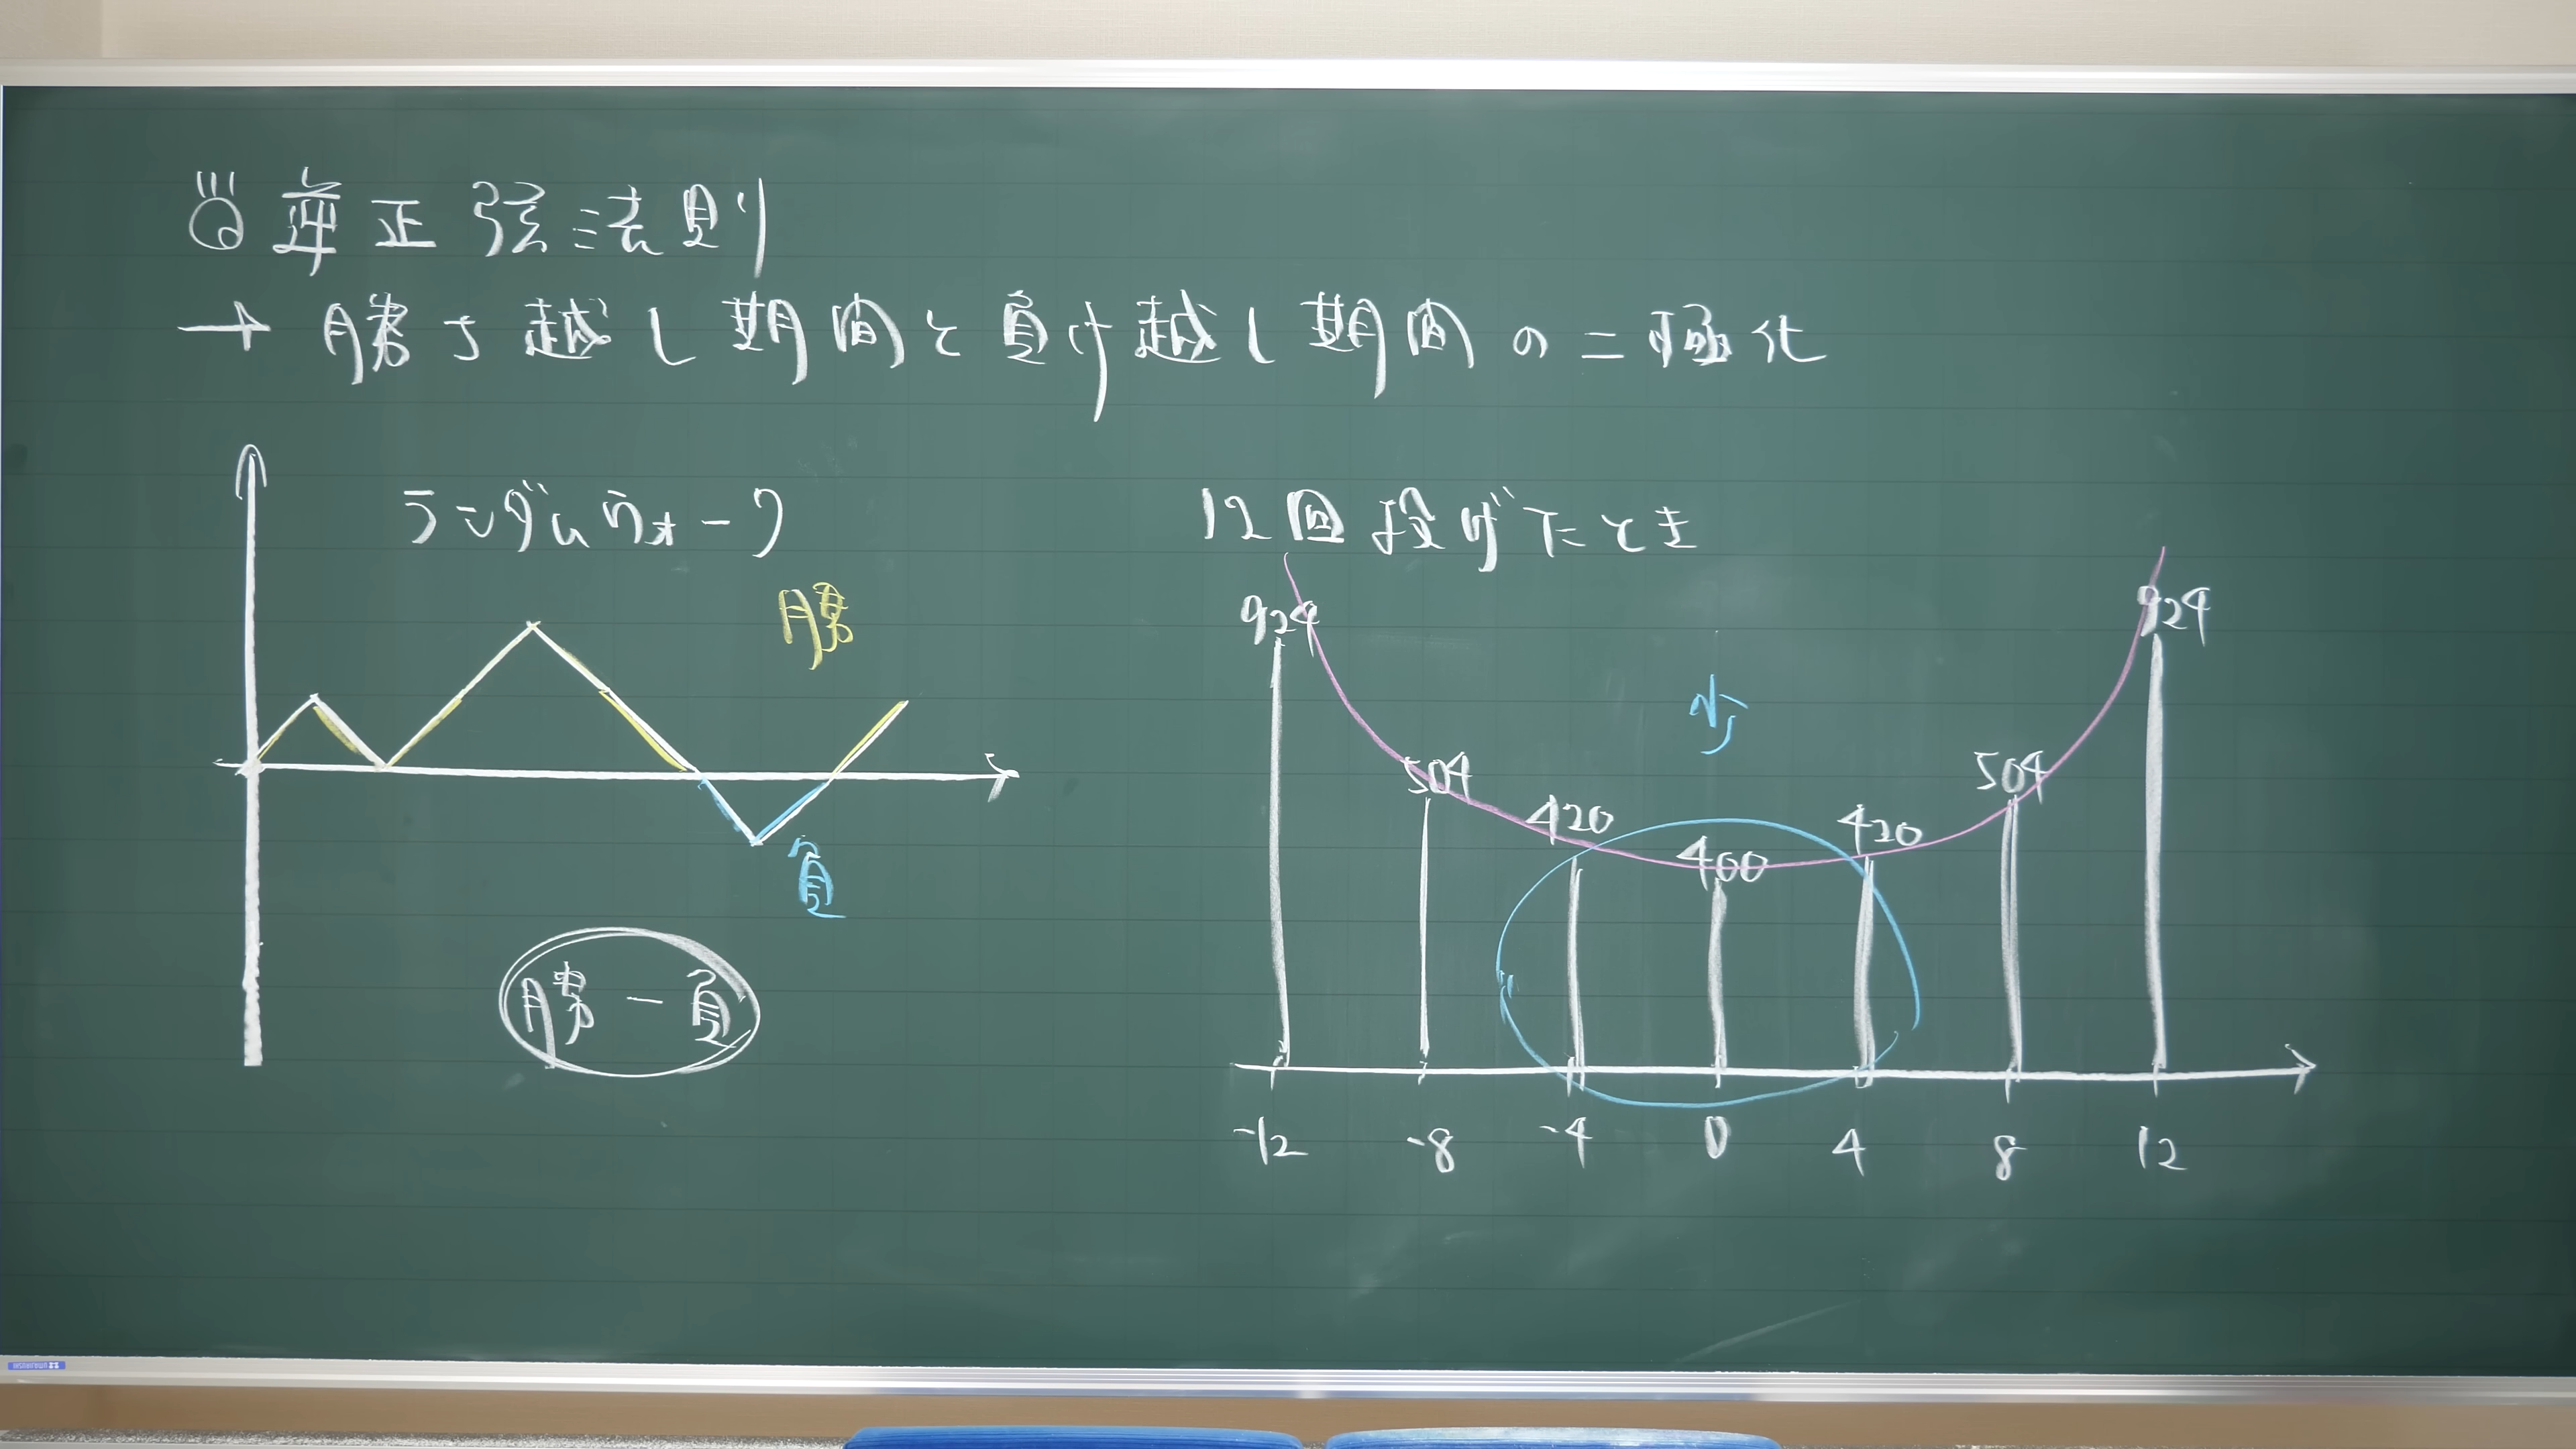 逆正弦法則
→ 勝ち越し期間と負け越し期間の二極化
ランダムウォーク
勝
負
勝-負
12回投げたとき
924 504 420 400 420 504 924
少
-12 -8 -4 0 4 8 12